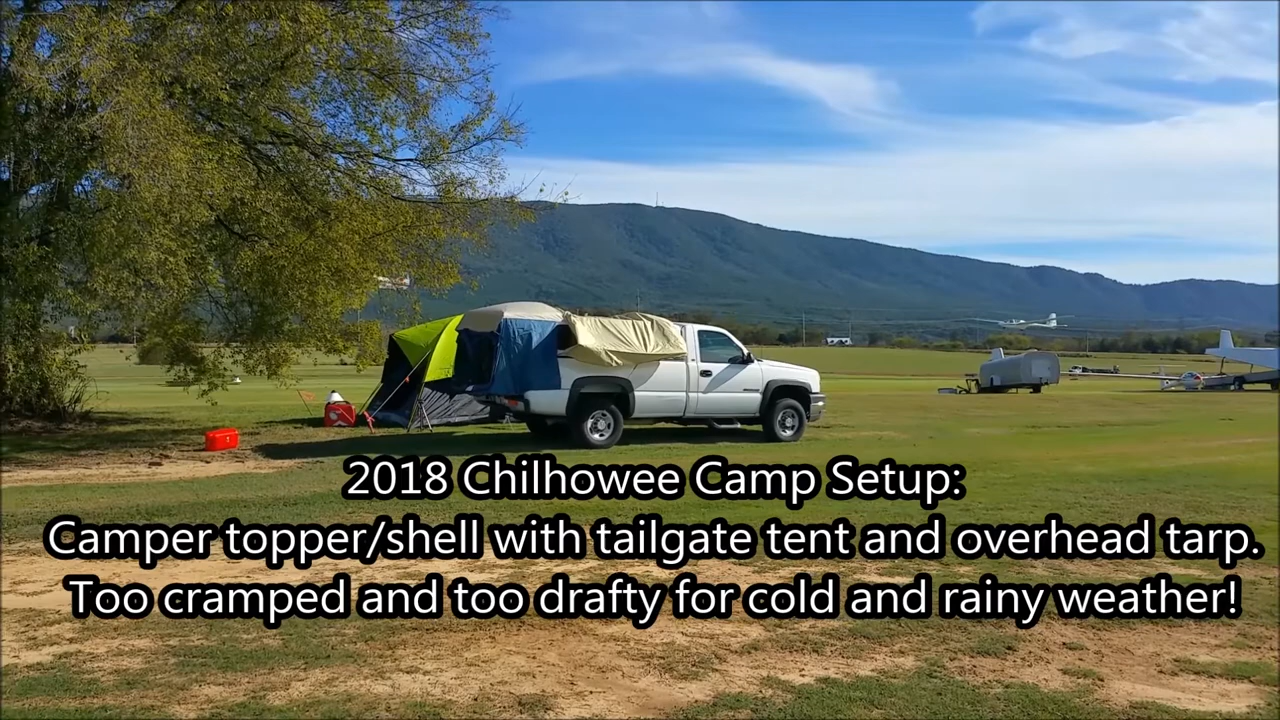 2018 Chilhowee Camp Setup:
Camper topper/shell with tailgate tent and overhead tarp.
Too cramped and too drafty for cold and rainy weather!